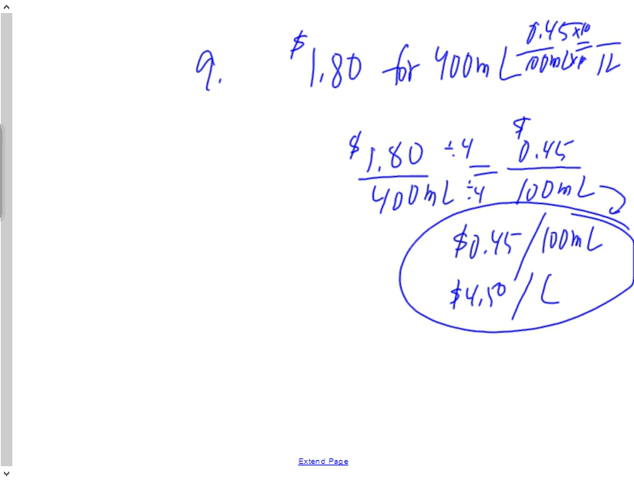 9. $1.80 for 400mL 0.45 ×10 / 100mL ×10 = / 1L
$1.80 ÷4 / 400mL ÷4 = $0.45 / 100mL
$0.45/100mL
$4.50/L
Extend Page